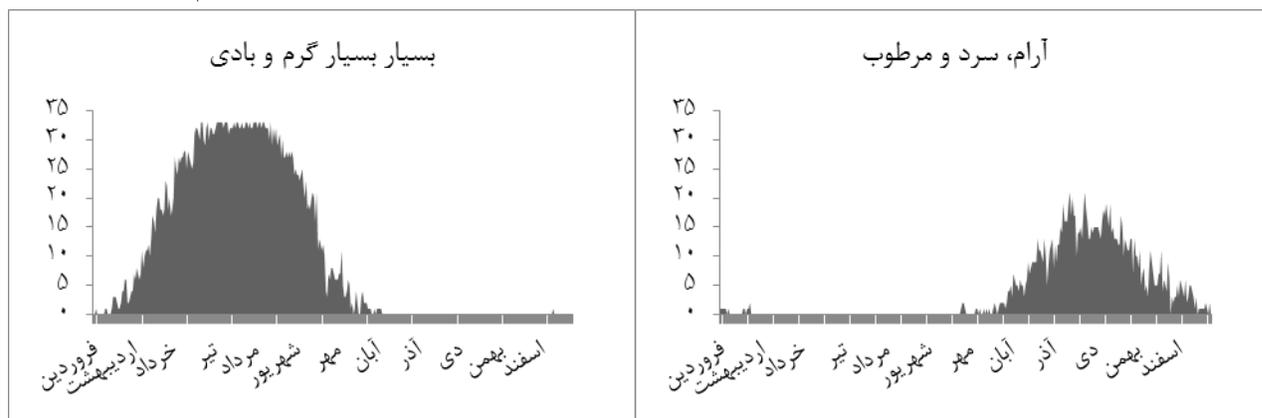 آرام، سرد و مرطوب
۳۵
۳۰
۲۵
۲۰
۱۵
۱۰
۵
۰
فروردین
اردیبهشت
خرداد
تیر
مرداد
شهریور
مهر
آبان
آذر
دی
بهمن
اسفند
بسیار بسیار گرم و بادی
۳۵
۳۰
۲۵
۲۰
۱۵
۱۰
۵
۰
فروردین
اردیبهشت
خرداد
تیر
مرداد
شهریور
مهر
آبان
آذر
دی
بهمن
اسفند